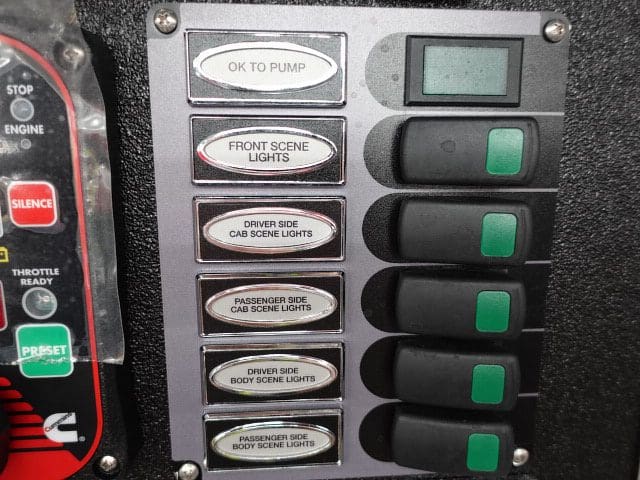 STOP
ENGINE
SILENCE
THROTTLE
READY
PRESET
®
OK TO PUMP
FRONT SCENE
LIGHTS
DRIVER SIDE
CAB SCENE LIGHTS
PASSENGER SIDE
CAB SCENE LIGHTS
DRIVER SIDE
BODY SCENE LIGHTS
PASSENGER SIDE
BODY SCENE LIGHTS